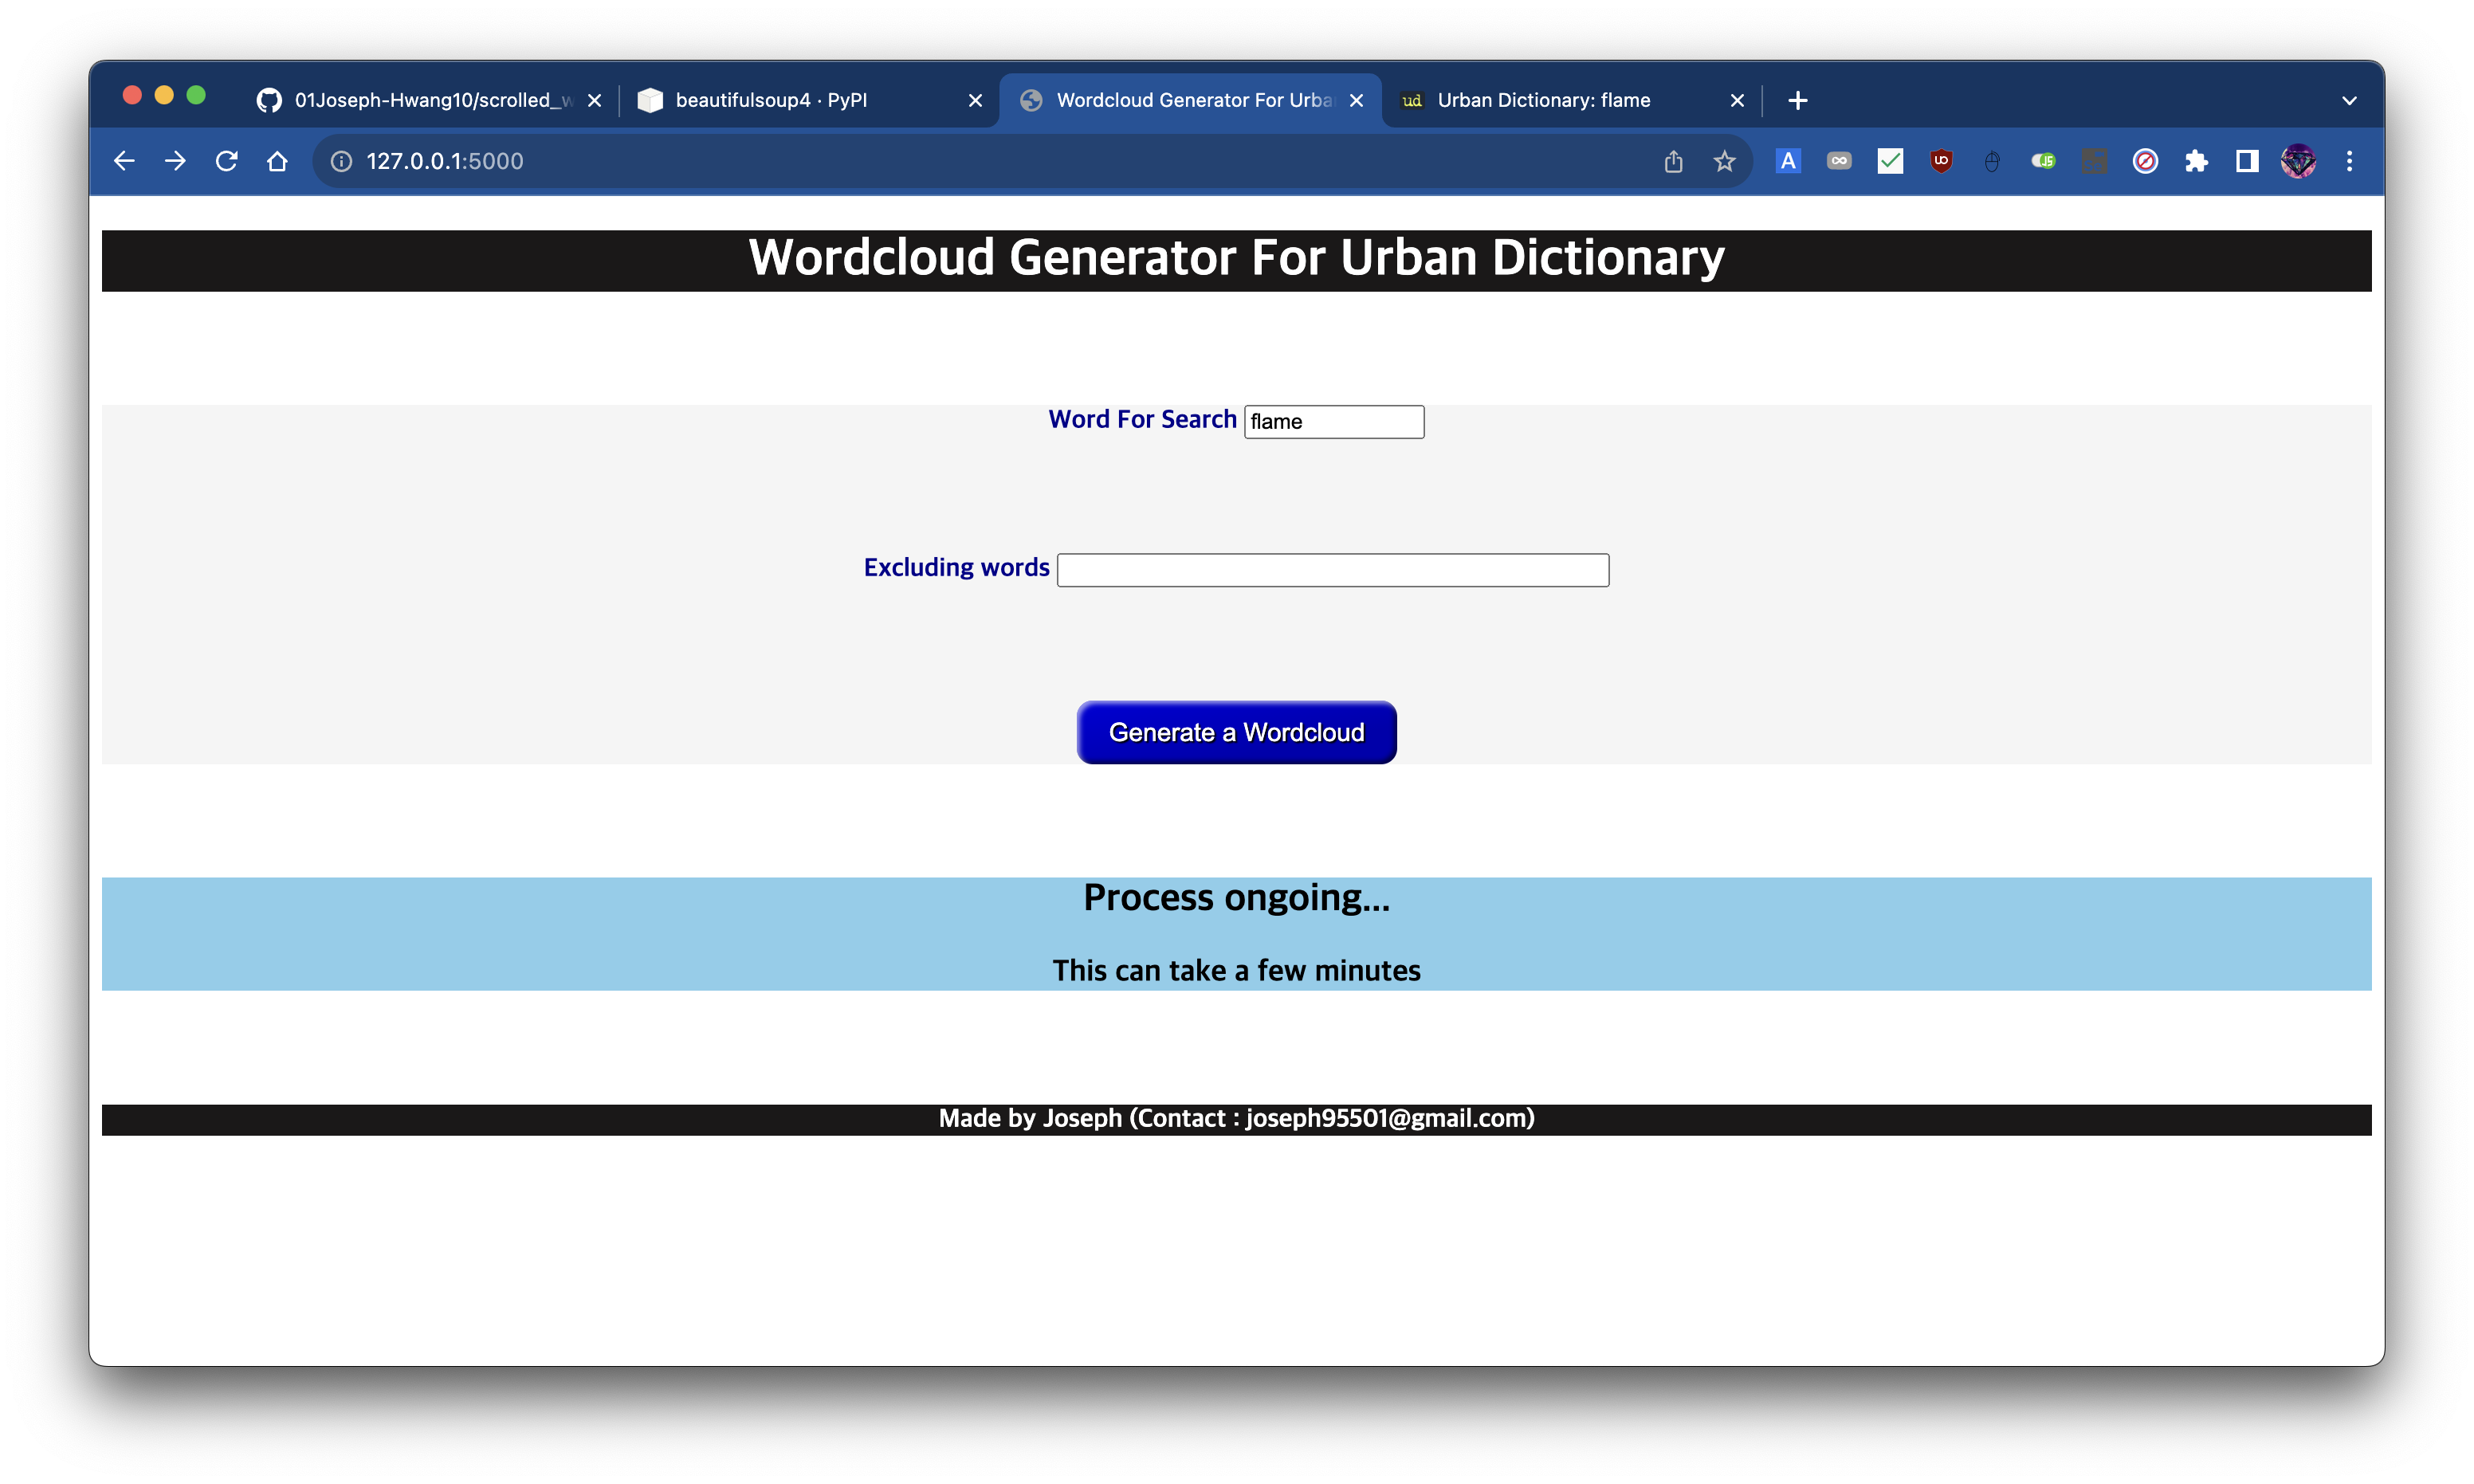 01Joseph-Hwang10/scrolled_w
beautifulsoup4 · PyPI
Wordcloud Generator For Urba
ud
Urban Dictionary: flame
127.0.0.1:5000
A
JS
Wordcloud Generator For Urban Dictionary
Word For Search flame
Excluding words
Generate a Wordcloud
Process ongoing...
This can take a few minutes
Made by Joseph (Contact : joseph95501@gmail.com)